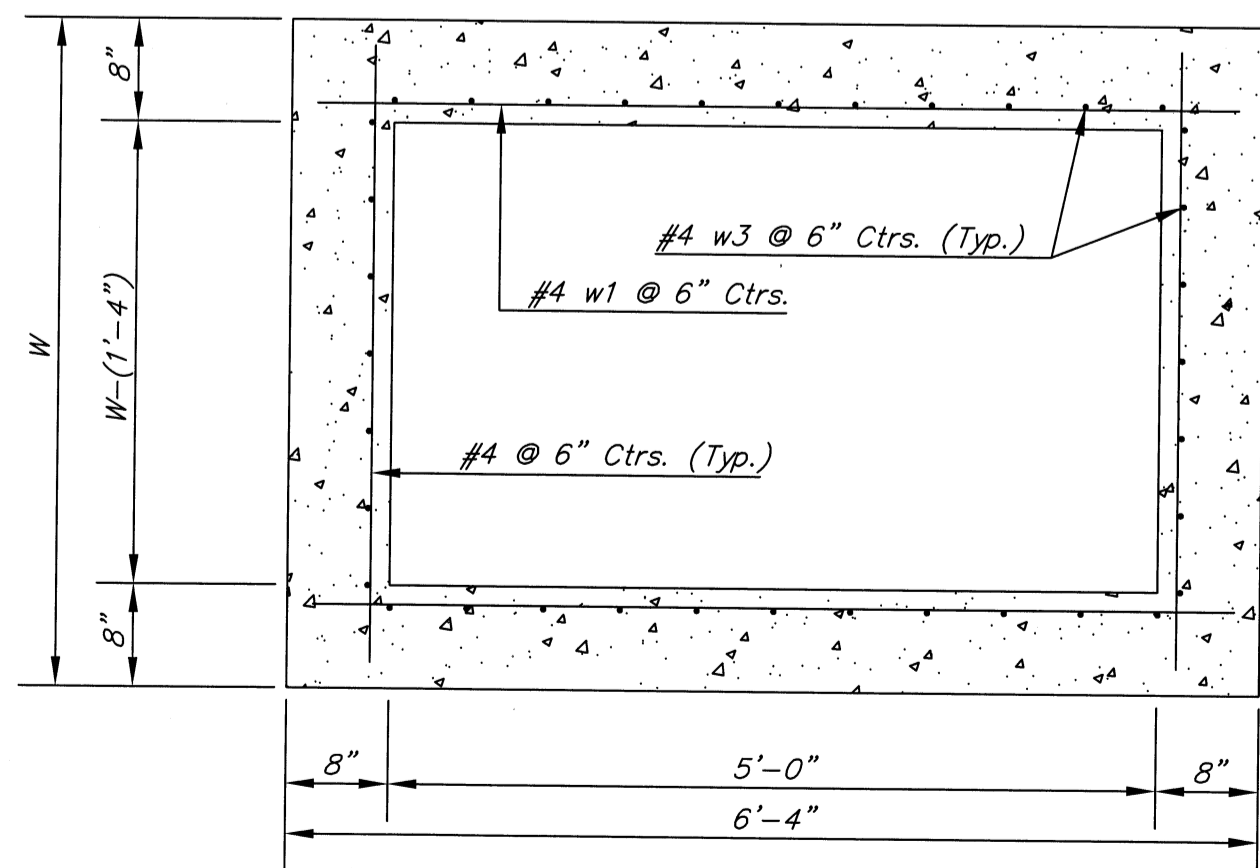 8"
#4 w3 @ 6" Ctrs. (Typ.)
#4 w1 @ 6" Ctrs.
W
W-(1'-4")
#4 @ 6" Ctrs. (Typ.)
8"
8"
5'-0"
8"
6'-4"